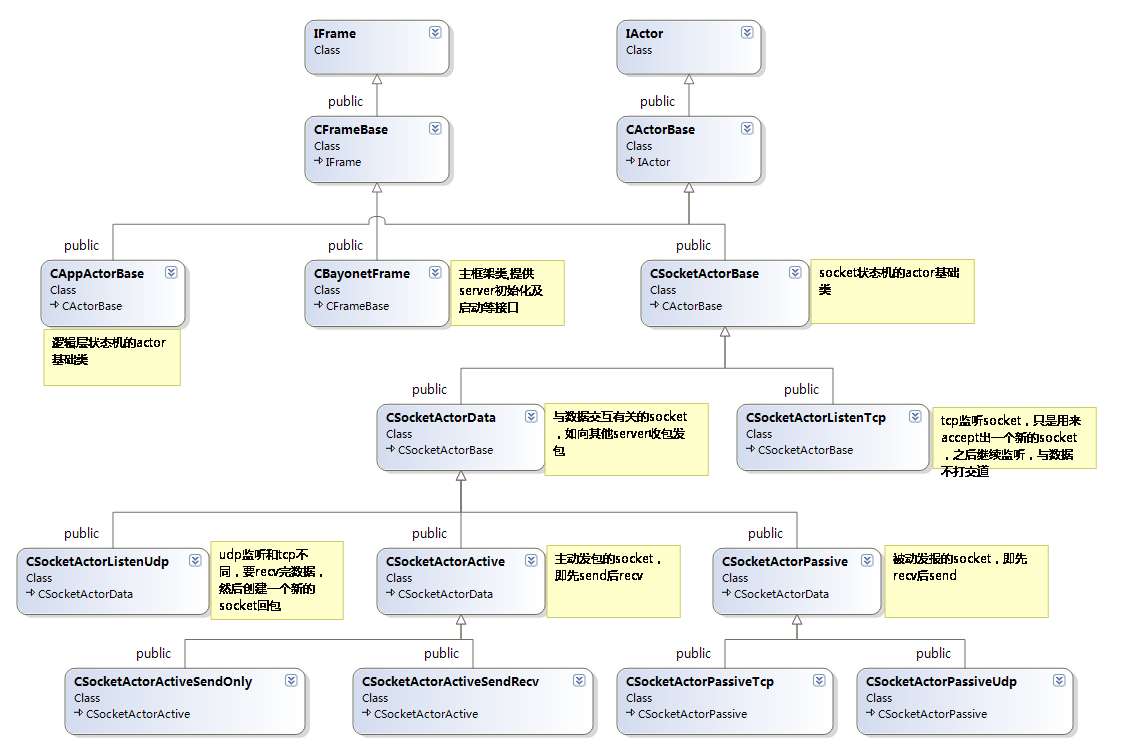 IFrame
Class
IActor
Class
public
public
CFrameBase
Class
IFrame
CActorBase
Class
IActor
public
public
public
CAppActorBase
Class
CActorBase
逻辑层状态机的actor
基础类
CBayonetFrame
Class
CFrameBase
主框架类,提供
server初始化及
启动等接口
CSocketActorBase
Class
CActorBase
socket状态机的actor基础
类
public
public
CSocketActorData
Class
CSocketActorBase
与数据交互有关的socket
，如向其他server收包发
包
CSocketActorListenTcp
Class
CSocketActorBase
tcp监听socket，只是用来
accept出一个新的socket
，之后继续监听，与数据
不打交道
public
public
public
CSocketActorListenUdp
Class
CSocketActorData
udp监听和tcp不
同，要recv完数据，
然后创建一个新的
socket回包
CSocketActorActive
Class
CSocketActorData
主动发包的socket，
即先send后recv
CSocketActorPassive
Class
CSocketActorData
被动发报的socket，即先
recv后send
public
public
public
public
CSocketActorActiveSendOnly
Class
CSocketActorActive
CSocketActorActiveSendRecv
Class
CSocketActorActive
CSocketActorPassiveTcp
Class
CSocketActorPassive
CSocketActorPassiveUdp
Class
CSocketActorPassive